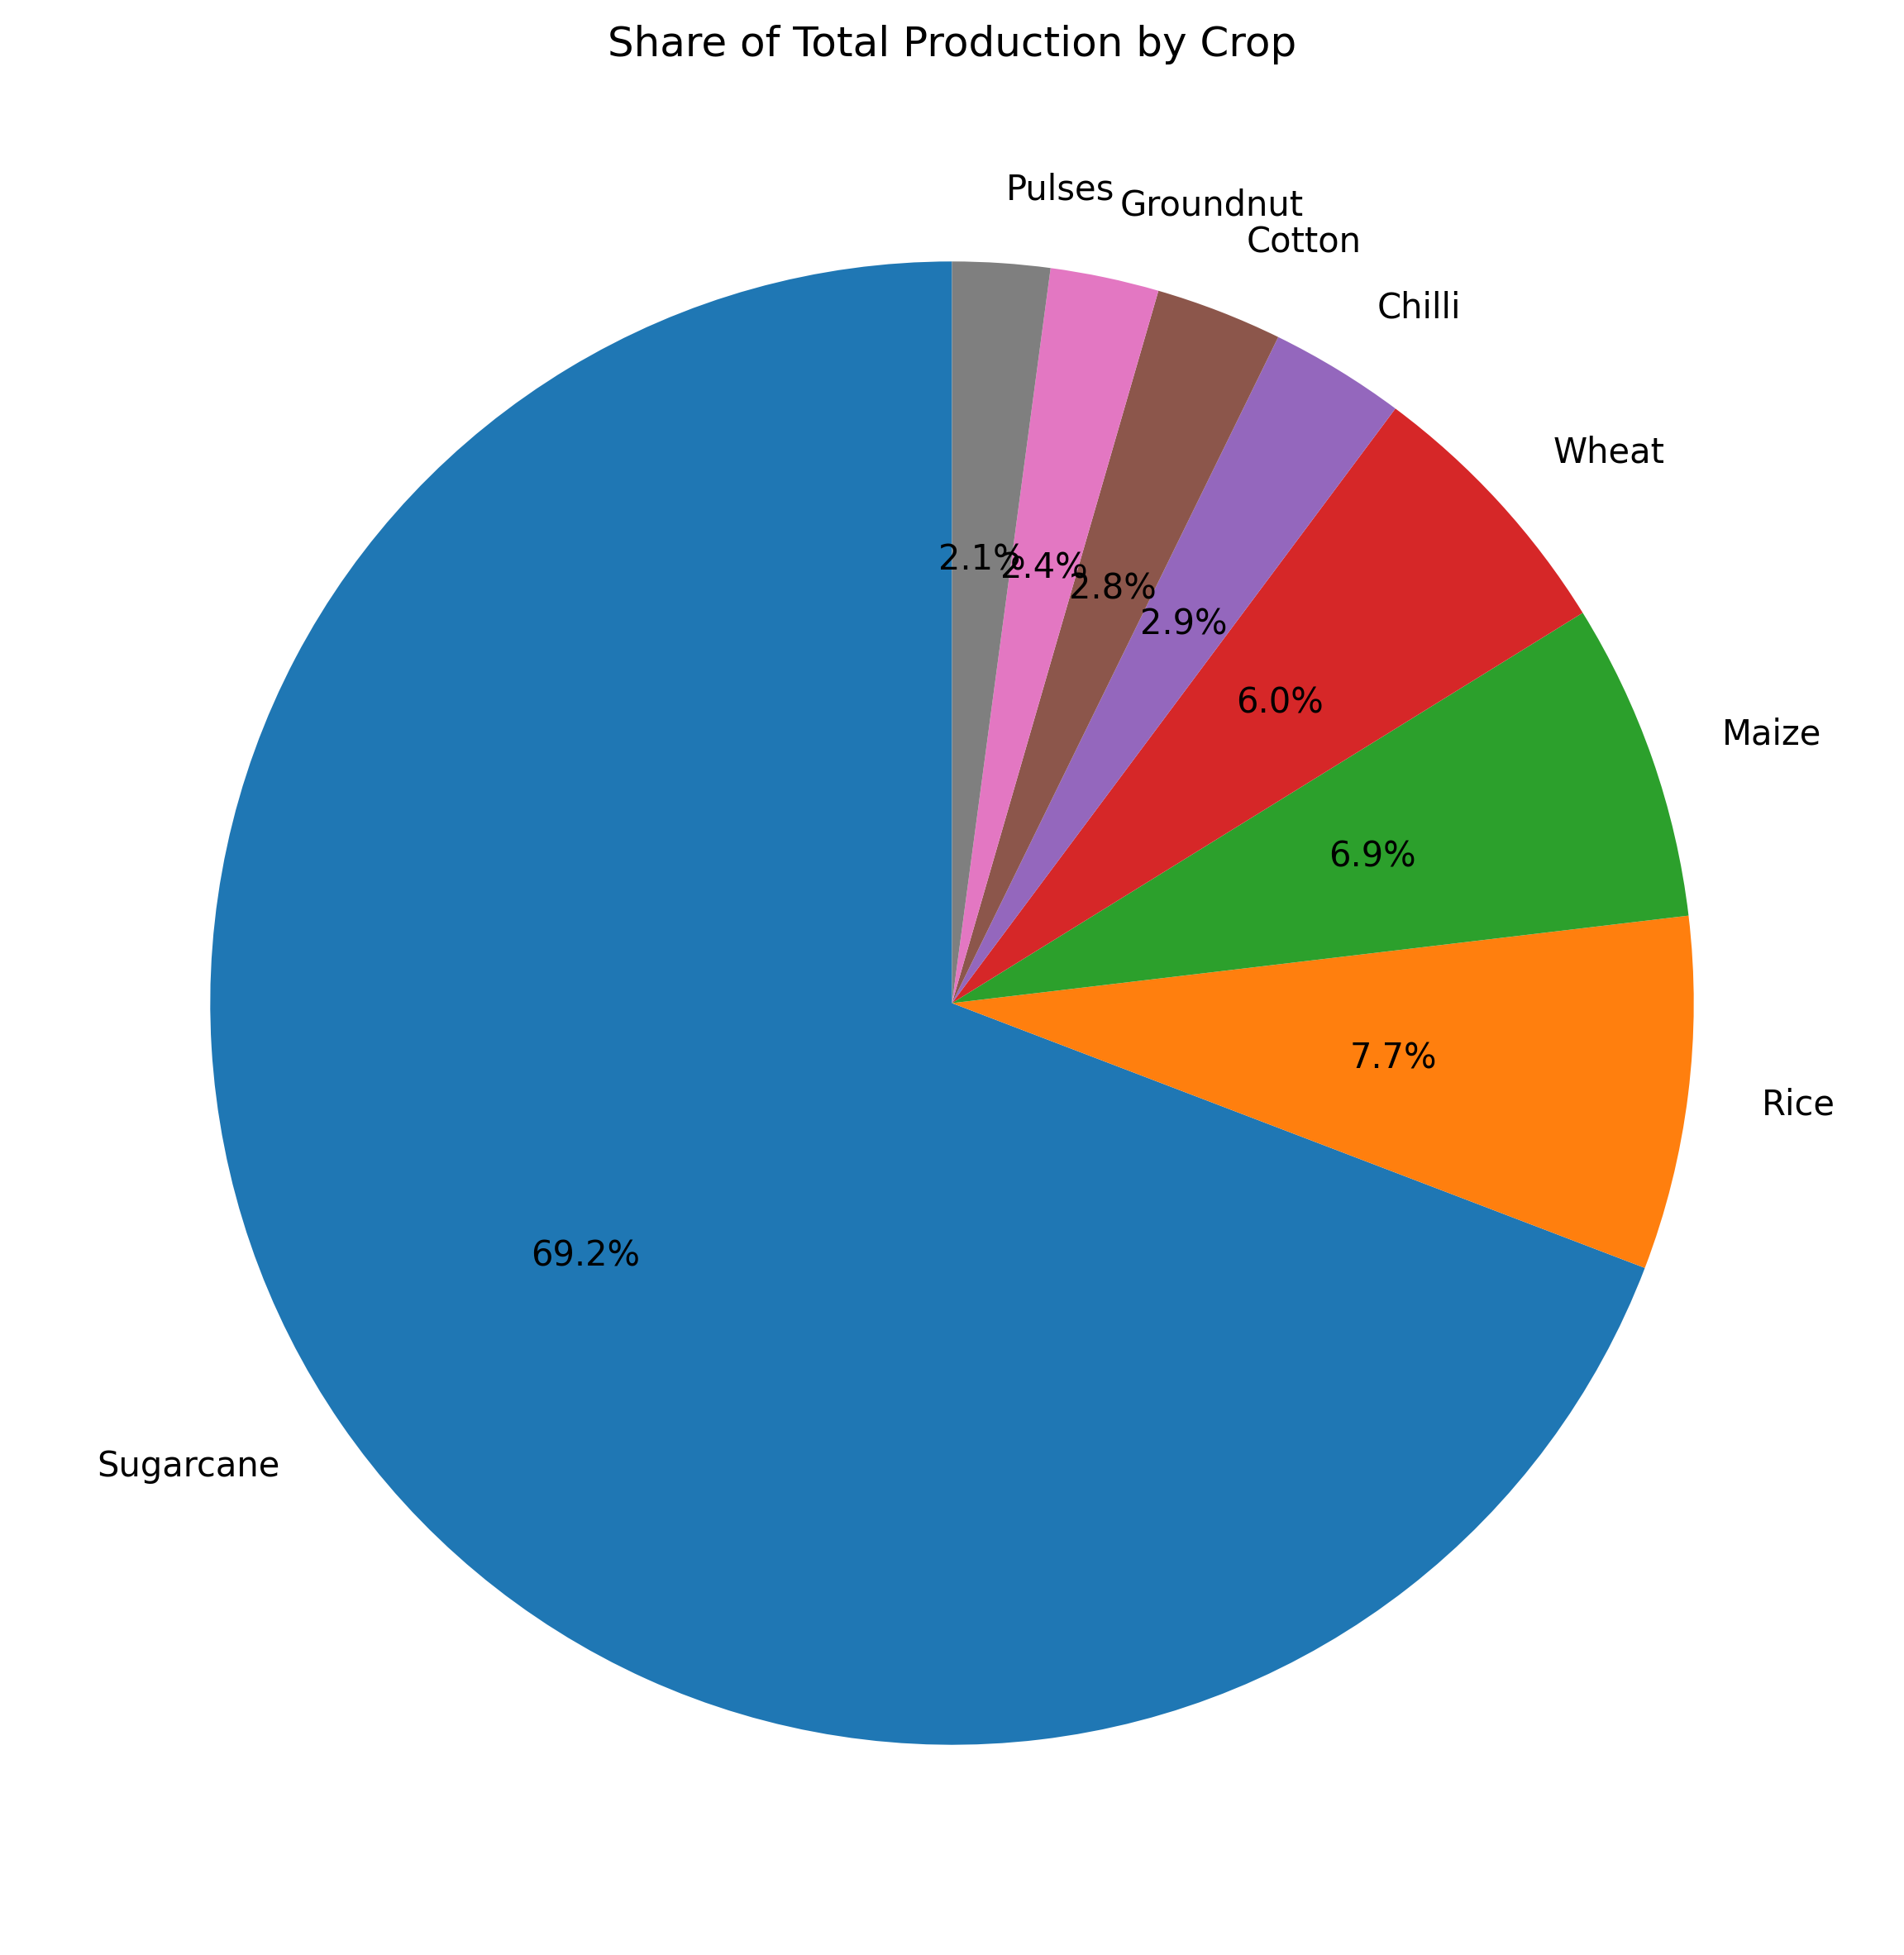 Share of Total Production by Crop
Pulses
Groundnut
Cotton
Chilli
Wheat
Maize
Rice
Sugarcane
2.1%
2.4%
2.8%
2.9%
6.0%
6.9%
7.7%
69.2%